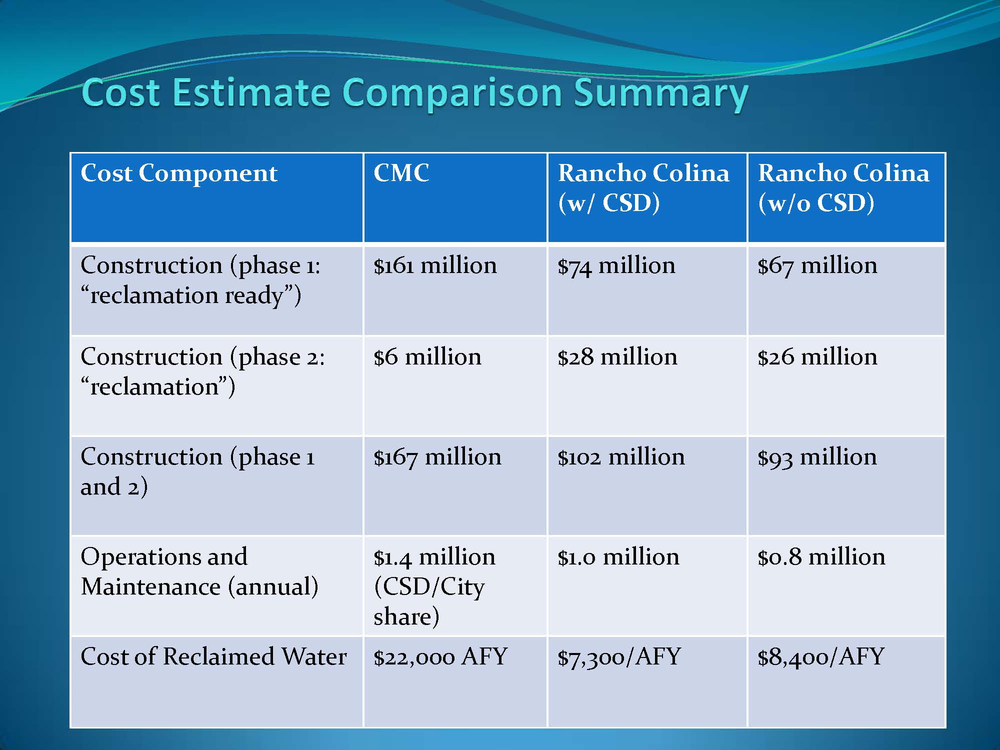 Cost Estimate Comparison Summary
Cost Component
CMC
Rancho Colina
(w/ CSD)
Rancho Colina
(w/o CSD)
Construction (phase 1:
“reclamation ready”)
$161 million
$74 million
$67 million
Construction (phase 2:
“reclamation”)
$6 million
$28 million
$26 million
Construction (phase 1
and 2)
$167 million
$102 million
$93 million
Operations and
Maintenance (annual)
$1.4 million
(CSD/City
share)
$1.0 million
$0.8 million
Cost of Reclaimed Water
$22,000 AFY
$7,300/AFY
$8,400/AFY